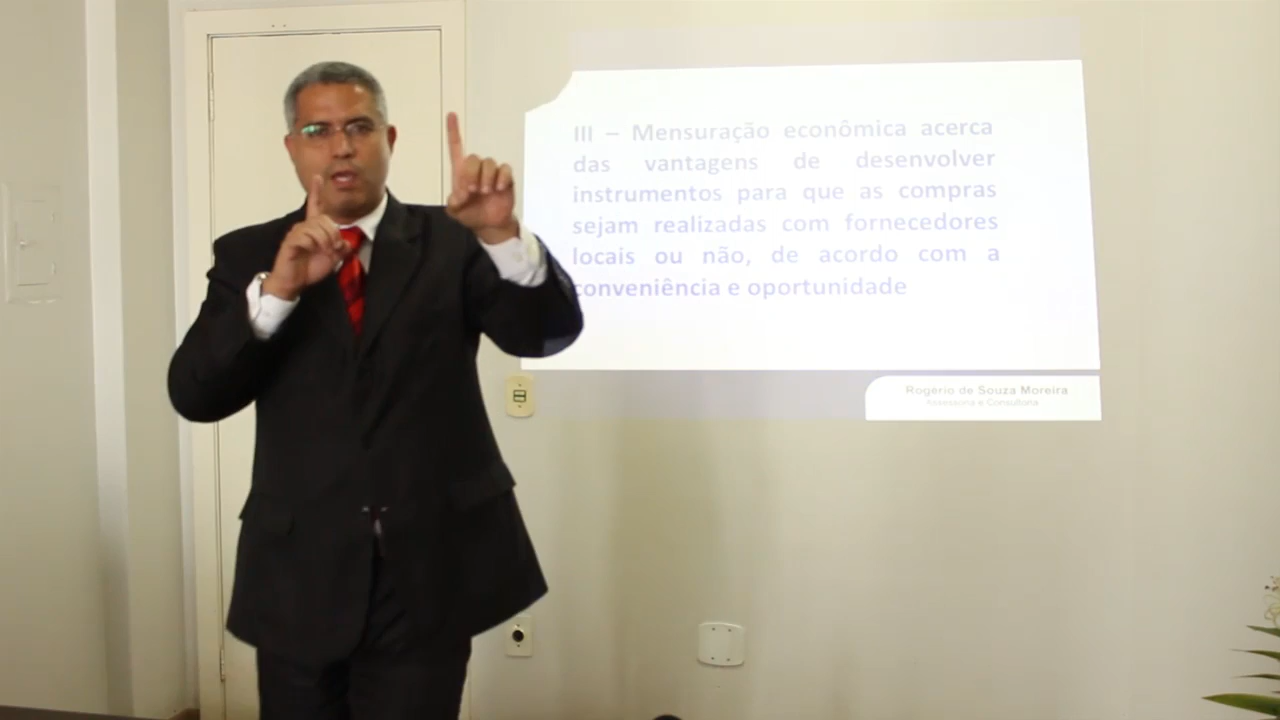 III – Mensuração econômica acerca
das vantagens de desenvolver
instrumentos para que as compras
sejam realizadas com fornecedores
locais ou não, de acordo com a
conveniência e oportunidade
Rogério de Souza Moreira
Assessoria e Consultoria